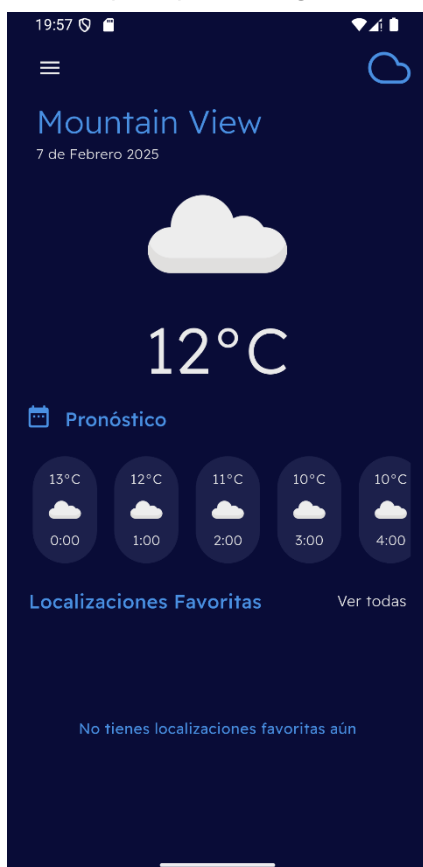 19:57
Mountain View
7 de Febrero 2025
12°C
Pronóstico
13°C 12°C 11°C 10°C 10°C
0:00 1:00 2:00 3:00 4:00
Localizaciones Favoritas Ver todas
No tienes localizaciones favoritas aún